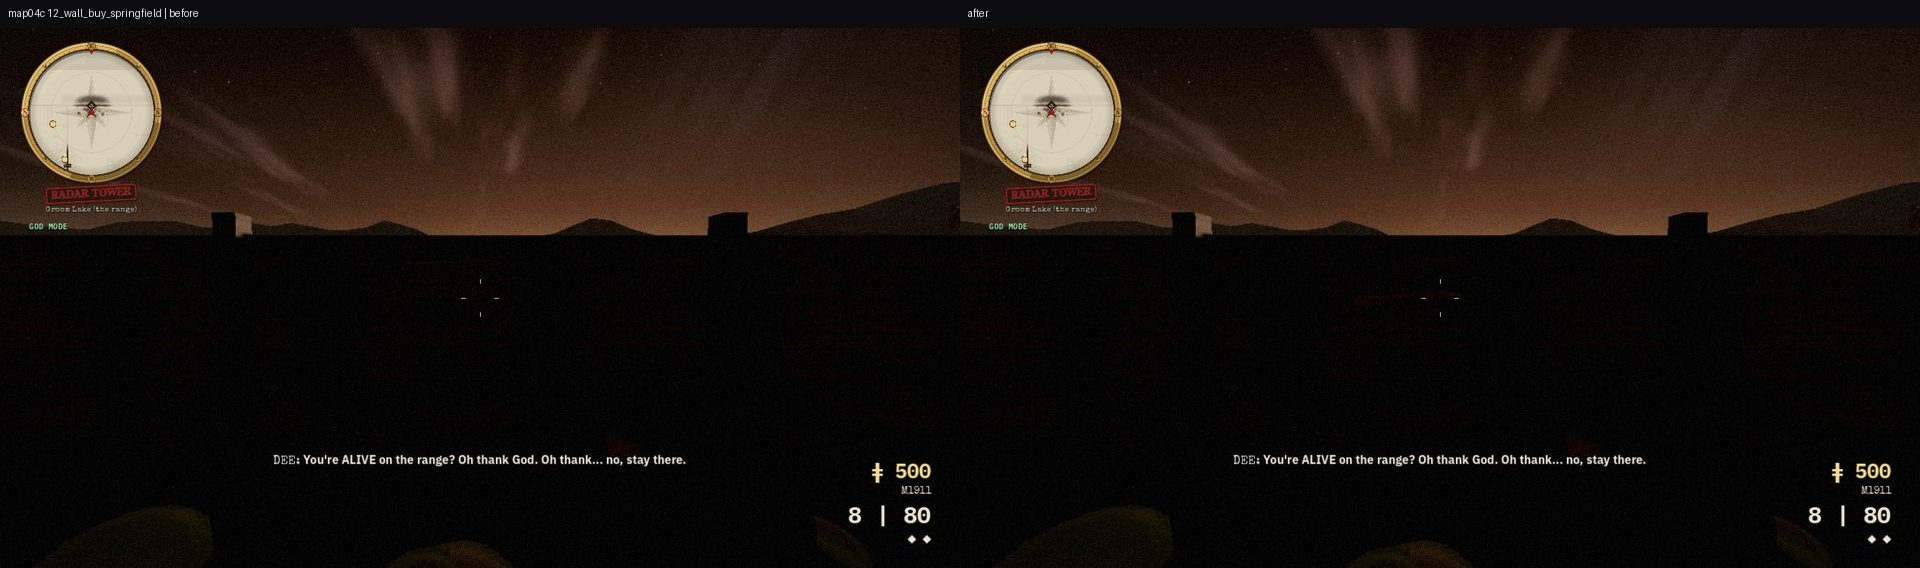 map04c 12_wall_buy_springfield | before
after
RADAR TOWER
Groom Lake (the range)
GOD MODE
DEE: You're ALIVE on the range? Oh thank God. Oh thank... no, stay there.
500
M1911
8 | 80
RADAR TOWER
Groom Lake (the range)
GOD MODE
DEE: You're ALIVE on the range? Oh thank God. Oh thank... no, stay there.
500
M1911
8 | 80